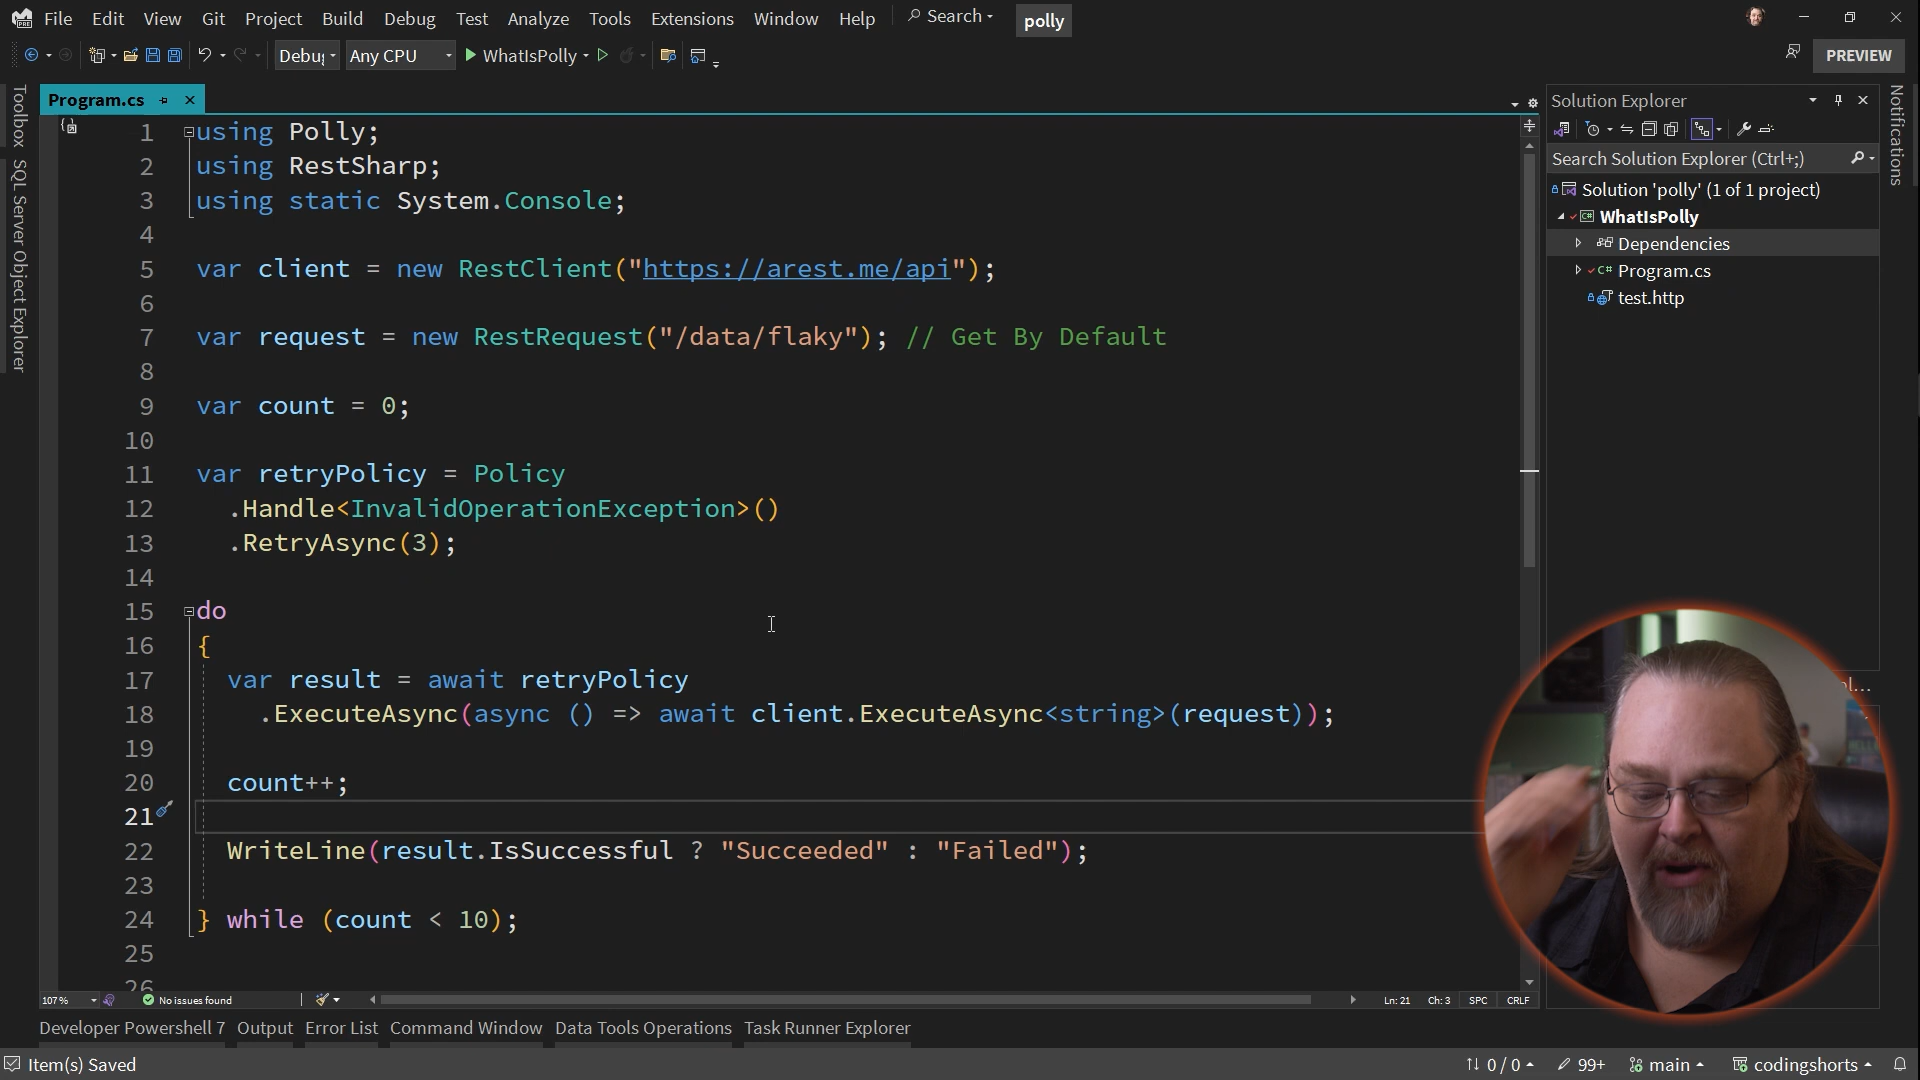 File Edit View Git Project Build Debug Test Analyze Tools Extensions Window Help Search polly
Debug Any CPU WhatIsPolly PREVIEW
Toolbox
SQL Server Object Explorer
Program.cs
1 using Polly;
2 using RestSharp;
3 using static System.Console;
4
5 var client = new RestClient("https://arest.me/api");
6
7 var request = new RestRequest("/data/flaky"); // Get By Default
8
9 var count = 0;
10
11 var retryPolicy = Policy
12 .Handle<InvalidOperationException>()
13 .RetryAsync(3);
14
15 do
16 {
17 var result = await retryPolicy
18 .ExecuteAsync(async () => await client.ExecuteAsync<string>(request));
19
20 count++;
21
22 WriteLine(result.IsSuccessful ? "Succeeded" : "Failed");
23
24 } while (count < 10);
25
26
107 % No issues found Ln: 21 Ch: 3 SPC CRLF
Solution Explorer
Search Solution Explorer (Ctrl+;)
Solution 'polly' (1 of 1 project)
WhatIsPolly
Dependencies
Program.cs
test.http
Notifications
Developer Powershell 7 Output Error List Command Window Data Tools Operations Task Runner Explorer
Item(s) Saved 0 / 0 99+ main codingshorts